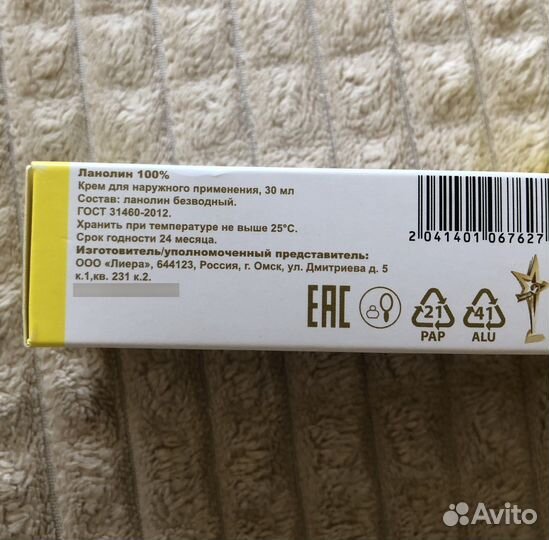 Ланолин 100%
Крем для наружного применения, 30 мл
Состав: ланолин безводный.
ГОСТ 31460-2012.
Хранить при температуре не выше 25°С.
Срок годности 24 месяца.
Изготовитель/уполномоченный представитель:
ООО «Лиера», 644123, Россия, г. Омск, ул. Дмитриева д. 5
к.1,кв. 231 к.2.
2 041401 067627
ЕАС
21
PAP
41
ALU
Avito